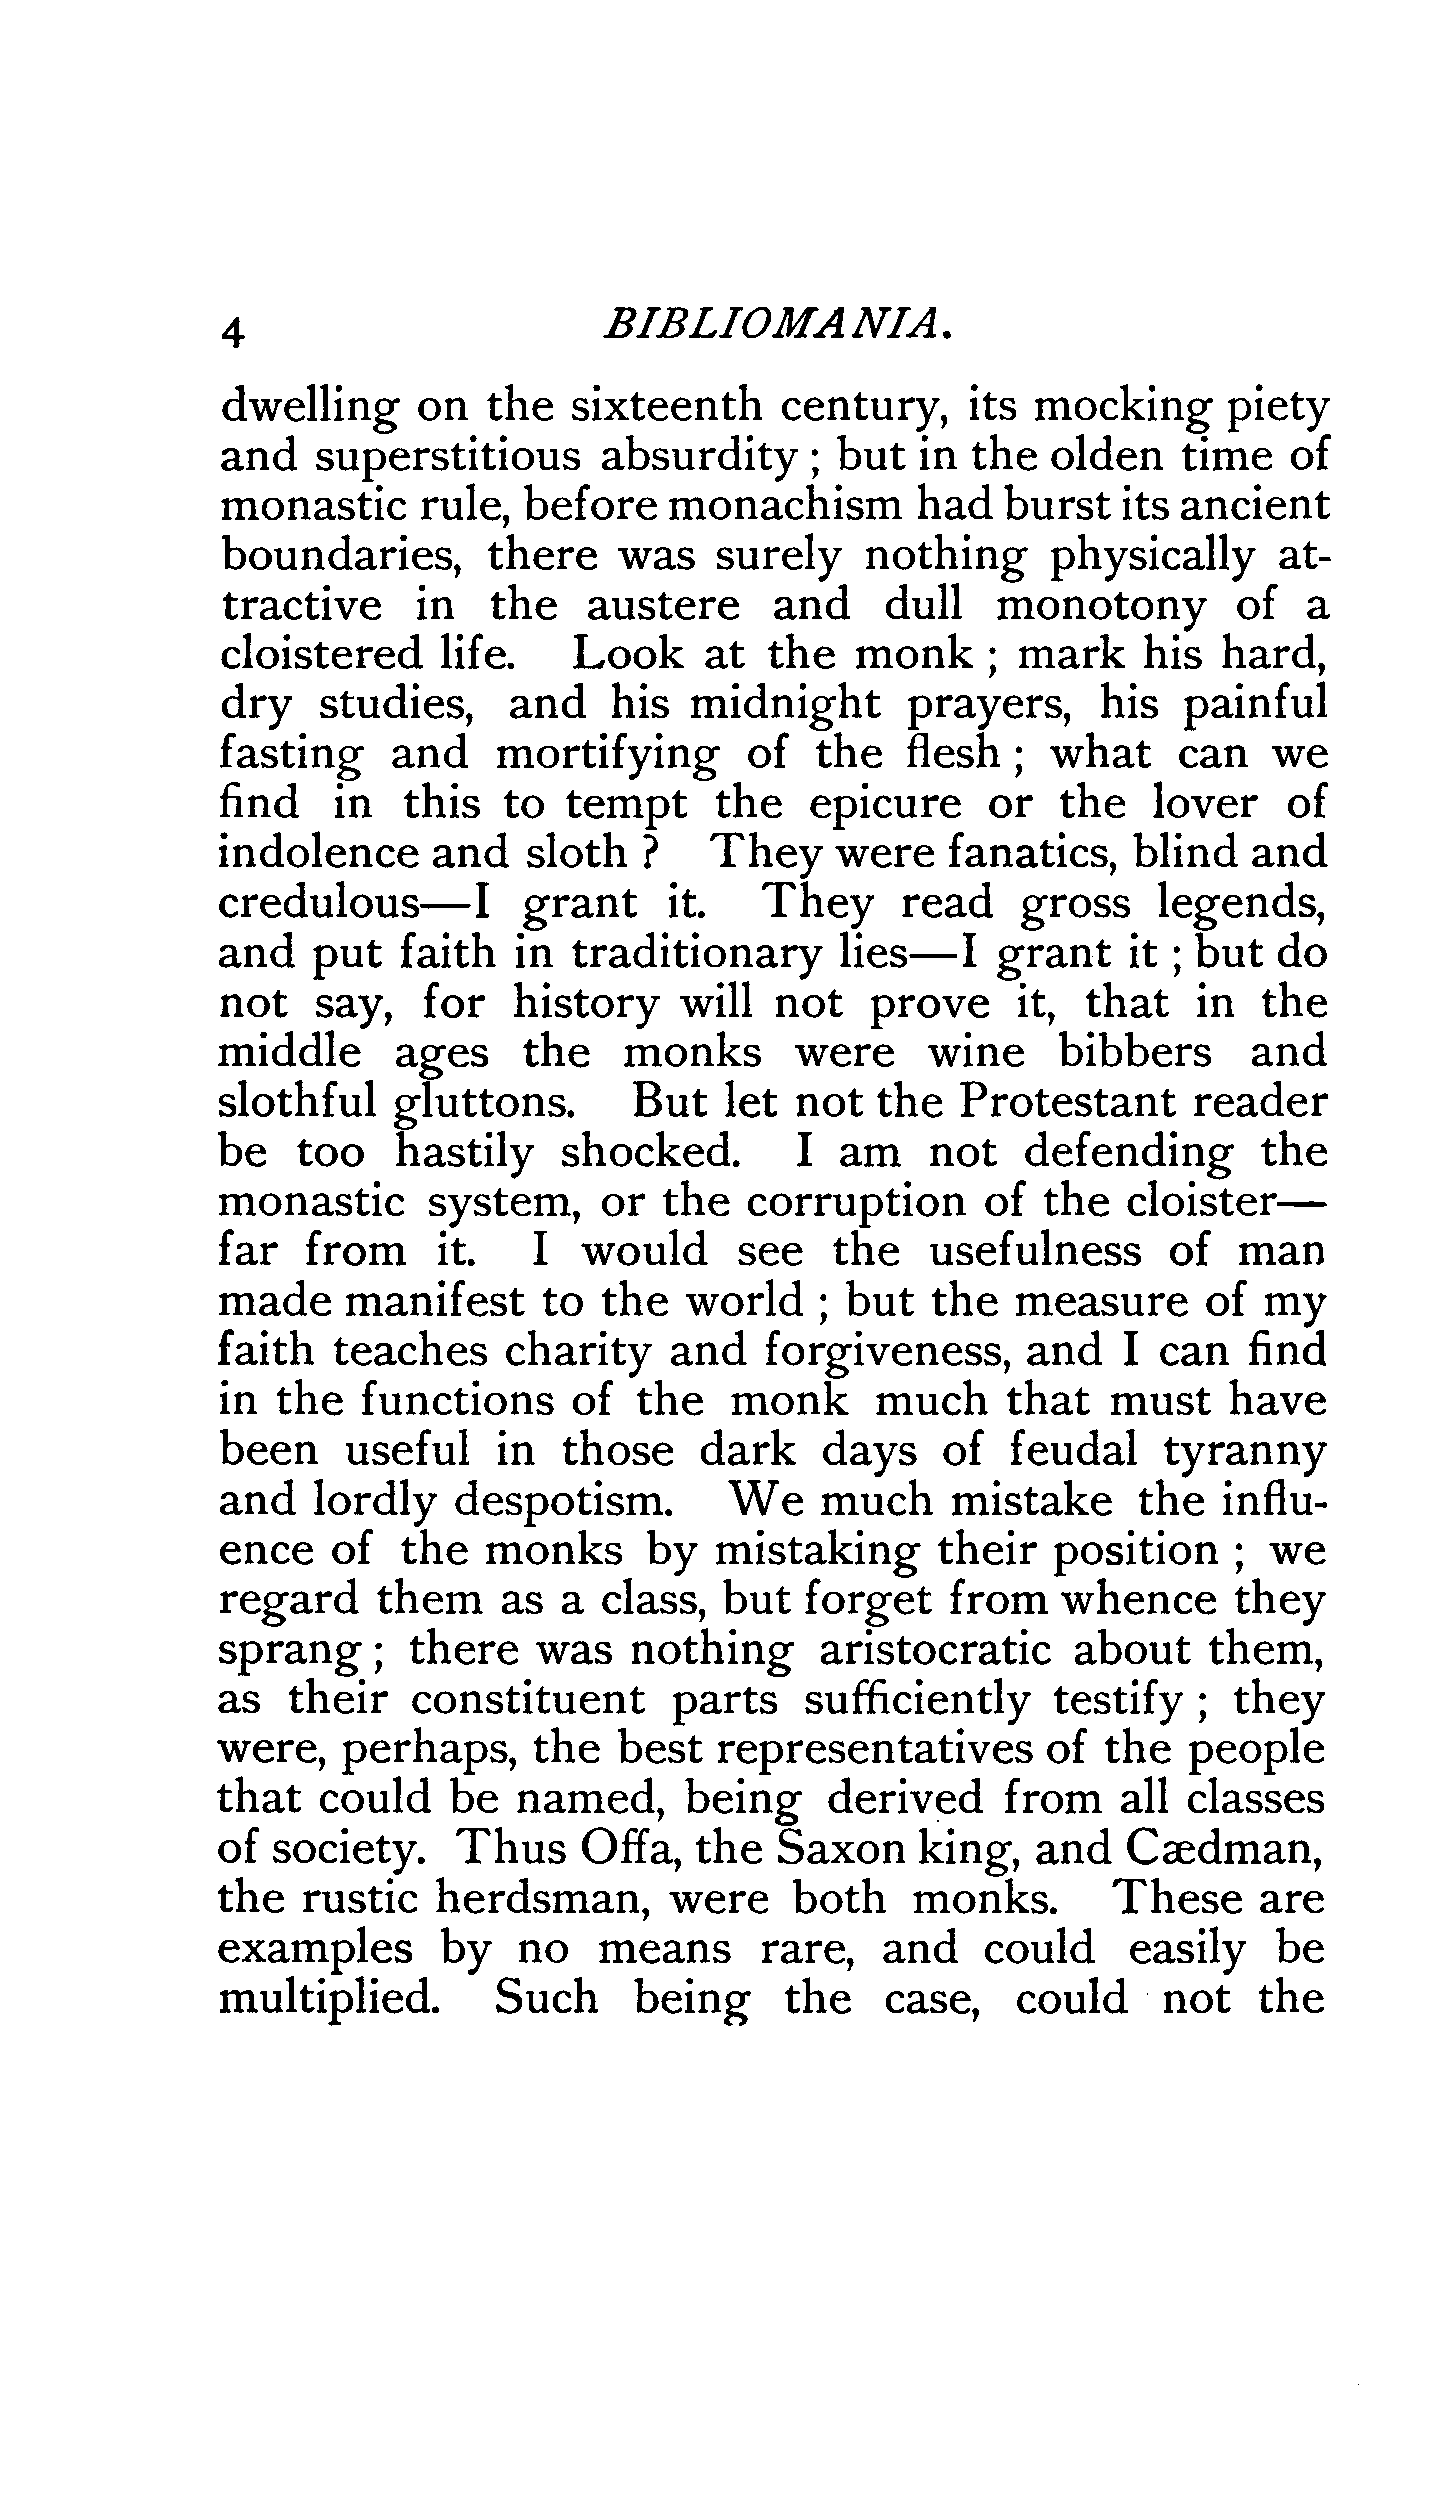 4 BIBLIOMANIA.
dwelling on the sixteenth century, its mocking piety
and superstitious absurdity ; but in the olden time of
monastic rule, before monachism had burst its ancient
boundaries, there was surely nothing physically at-
tractive in the austere and dull monotony of a
cloistered life. Look at the monk ; mark his hard,
dry studies, and his midnight prayers, his painful
fasting and mortifying of the flesh ; what can we
find in this to tempt the epicure or the lover of
indolence and sloth ? They were fanatics, blind and
credulous—I grant it. They read gross legends,
and put faith in traditionary lies—I grant it ; but do
not say, for history will not prove it, that in the
middle ages the monks were wine bibbers and
slothful gluttons. But let not the Protestant reader
be too hastily shocked. I am not defending the
monastic system, or the corruption of the cloister—
far from it. I would see the usefulness of man
made manifest to the world ; but the measure of my
faith teaches charity and forgiveness, and I can find
in the functions of the monk much that must have
been useful in those dark days of feudal tyranny
and lordly despotism. We much mistake the influ-
ence of the monks by mistaking their position ; we
regard them as a class, but forget from whence they
sprang ; there was nothing aristocratic about them,
as their constituent parts sufficiently testify ; they
were, perhaps, the best representatives of the people
that could be named, being derived from all classes
of society. Thus Offa, the Saxon king, and Cædman,
the rustic herdsman, were both monks. These are
examples by no means rare, and could easily be
multiplied. Such being the case, could not the